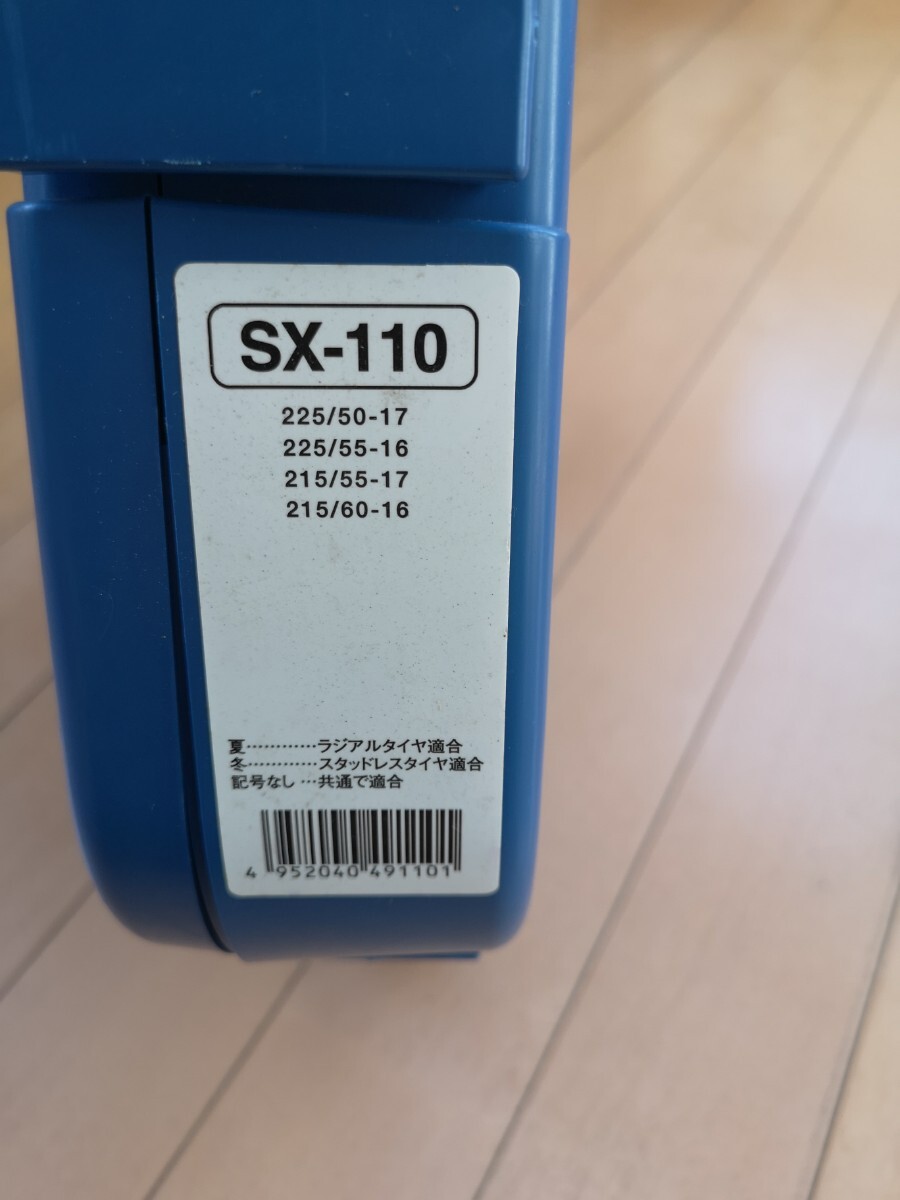 SX-110
225/50-17
225/55-16
215/55-17
215/60-16
夏…………ラジアルタイヤ適合
冬…………スタッドレスタイヤ適合
記号なし…共通で適合
4 952040 491101